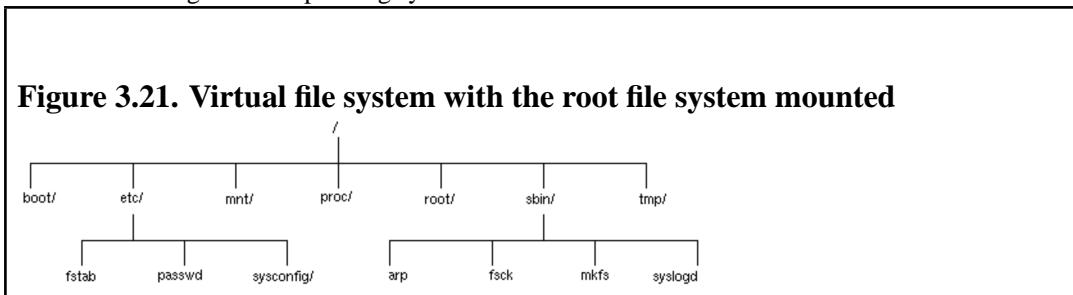 Figure 3.21. Virtual file system with the root file system mounted
/
boot/ etc/ mnt/ proc/ root/ sbin/ tmp/
fstab passwd sysconfig/ arp fsck mkfs syslogd